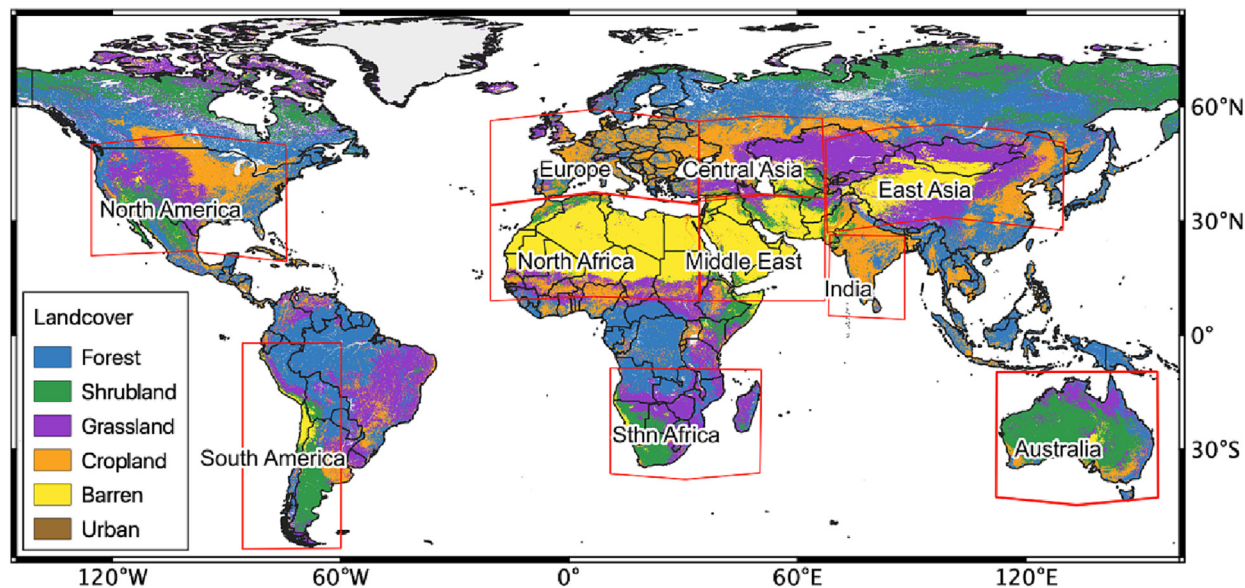 60°N
Europe
Central Asia
East Asia
North America
30°N
North Africa
Middle East
India
Landcover
Forest
0°
Shrubland
Grassland
Cropland
Sthn Africa
Australia
South America
30°S
Barren
Urban
120°W
60°W
0°
60°E
120°E